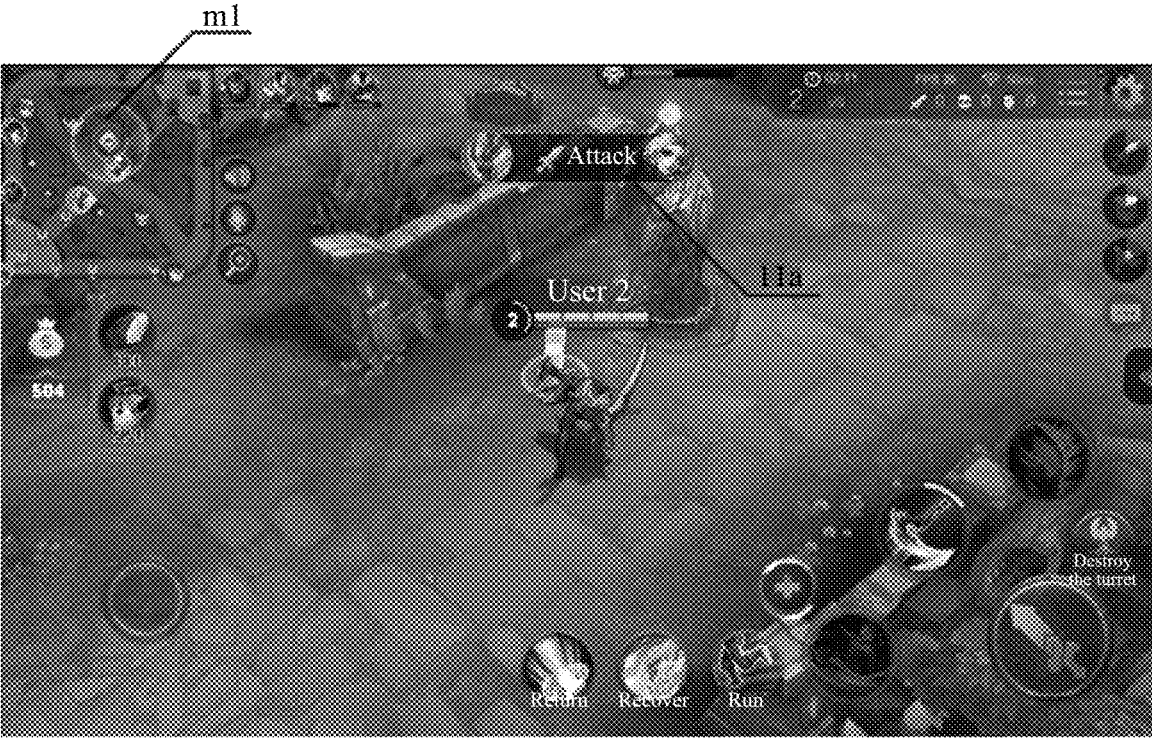 m1
Attack
11a
User 2
2
504
Destroy
the turret
Return Recover Run